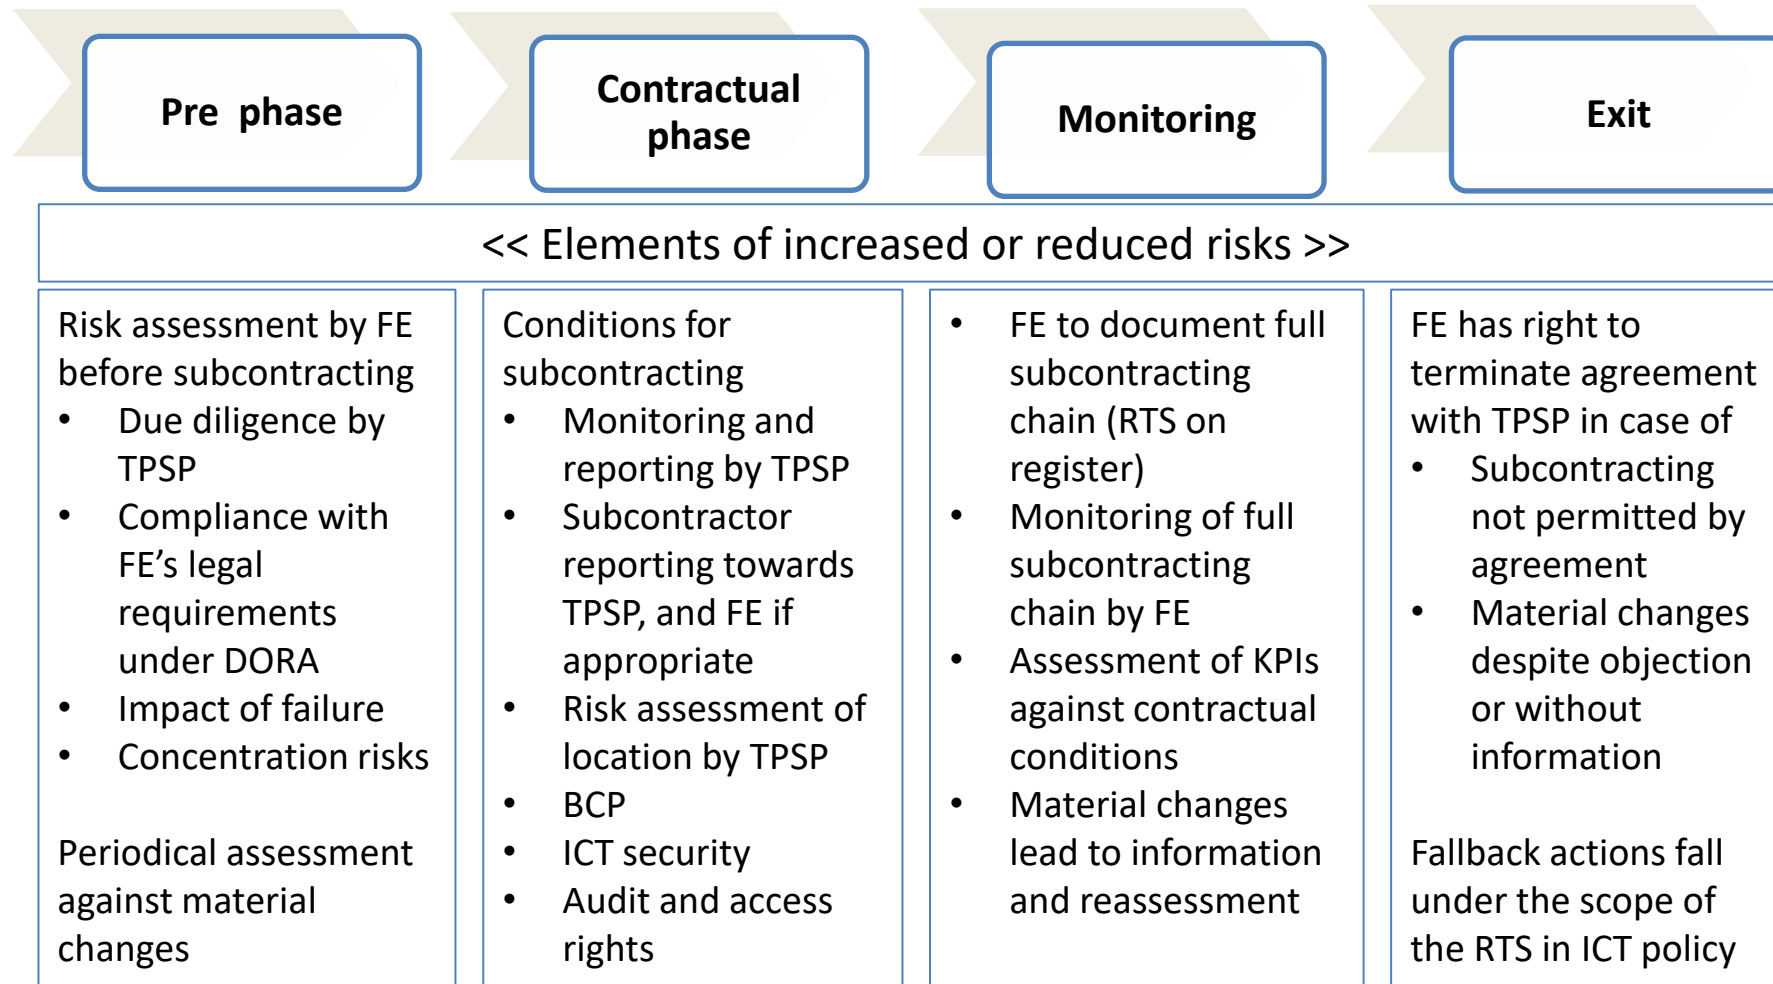 Pre phase
Contractual
phase
Monitoring
Exit
<< Elements of increased or reduced risks >>
Risk assessment by FE
before subcontracting
• Due diligence by
TPSP
• Compliance with
FE’s legal
requirements
under DORA
• Impact of failure
• Concentration risks
Periodical assessment
against material
changes
Conditions for
subcontracting
• Monitoring and
reporting by TPSP
• Subcontractor
reporting towards
TPSP, and FE if
appropriate
• Risk assessment of
location by TPSP
• BCP
• ICT security
• Audit and access
rights
• FE to document full
subcontracting
chain (RTS on
register)
• Monitoring of full
subcontracting
chain by FE
• Assessment of KPIs
against contractual
conditions
• Material changes
lead to information
and reassessment
FE has right to
terminate agreement
with TPSP in case of
• Subcontracting
not permitted by
agreement
• Material changes
despite objection
or without
information
Fallback actions fall
under the scope of
the RTS in ICT policy